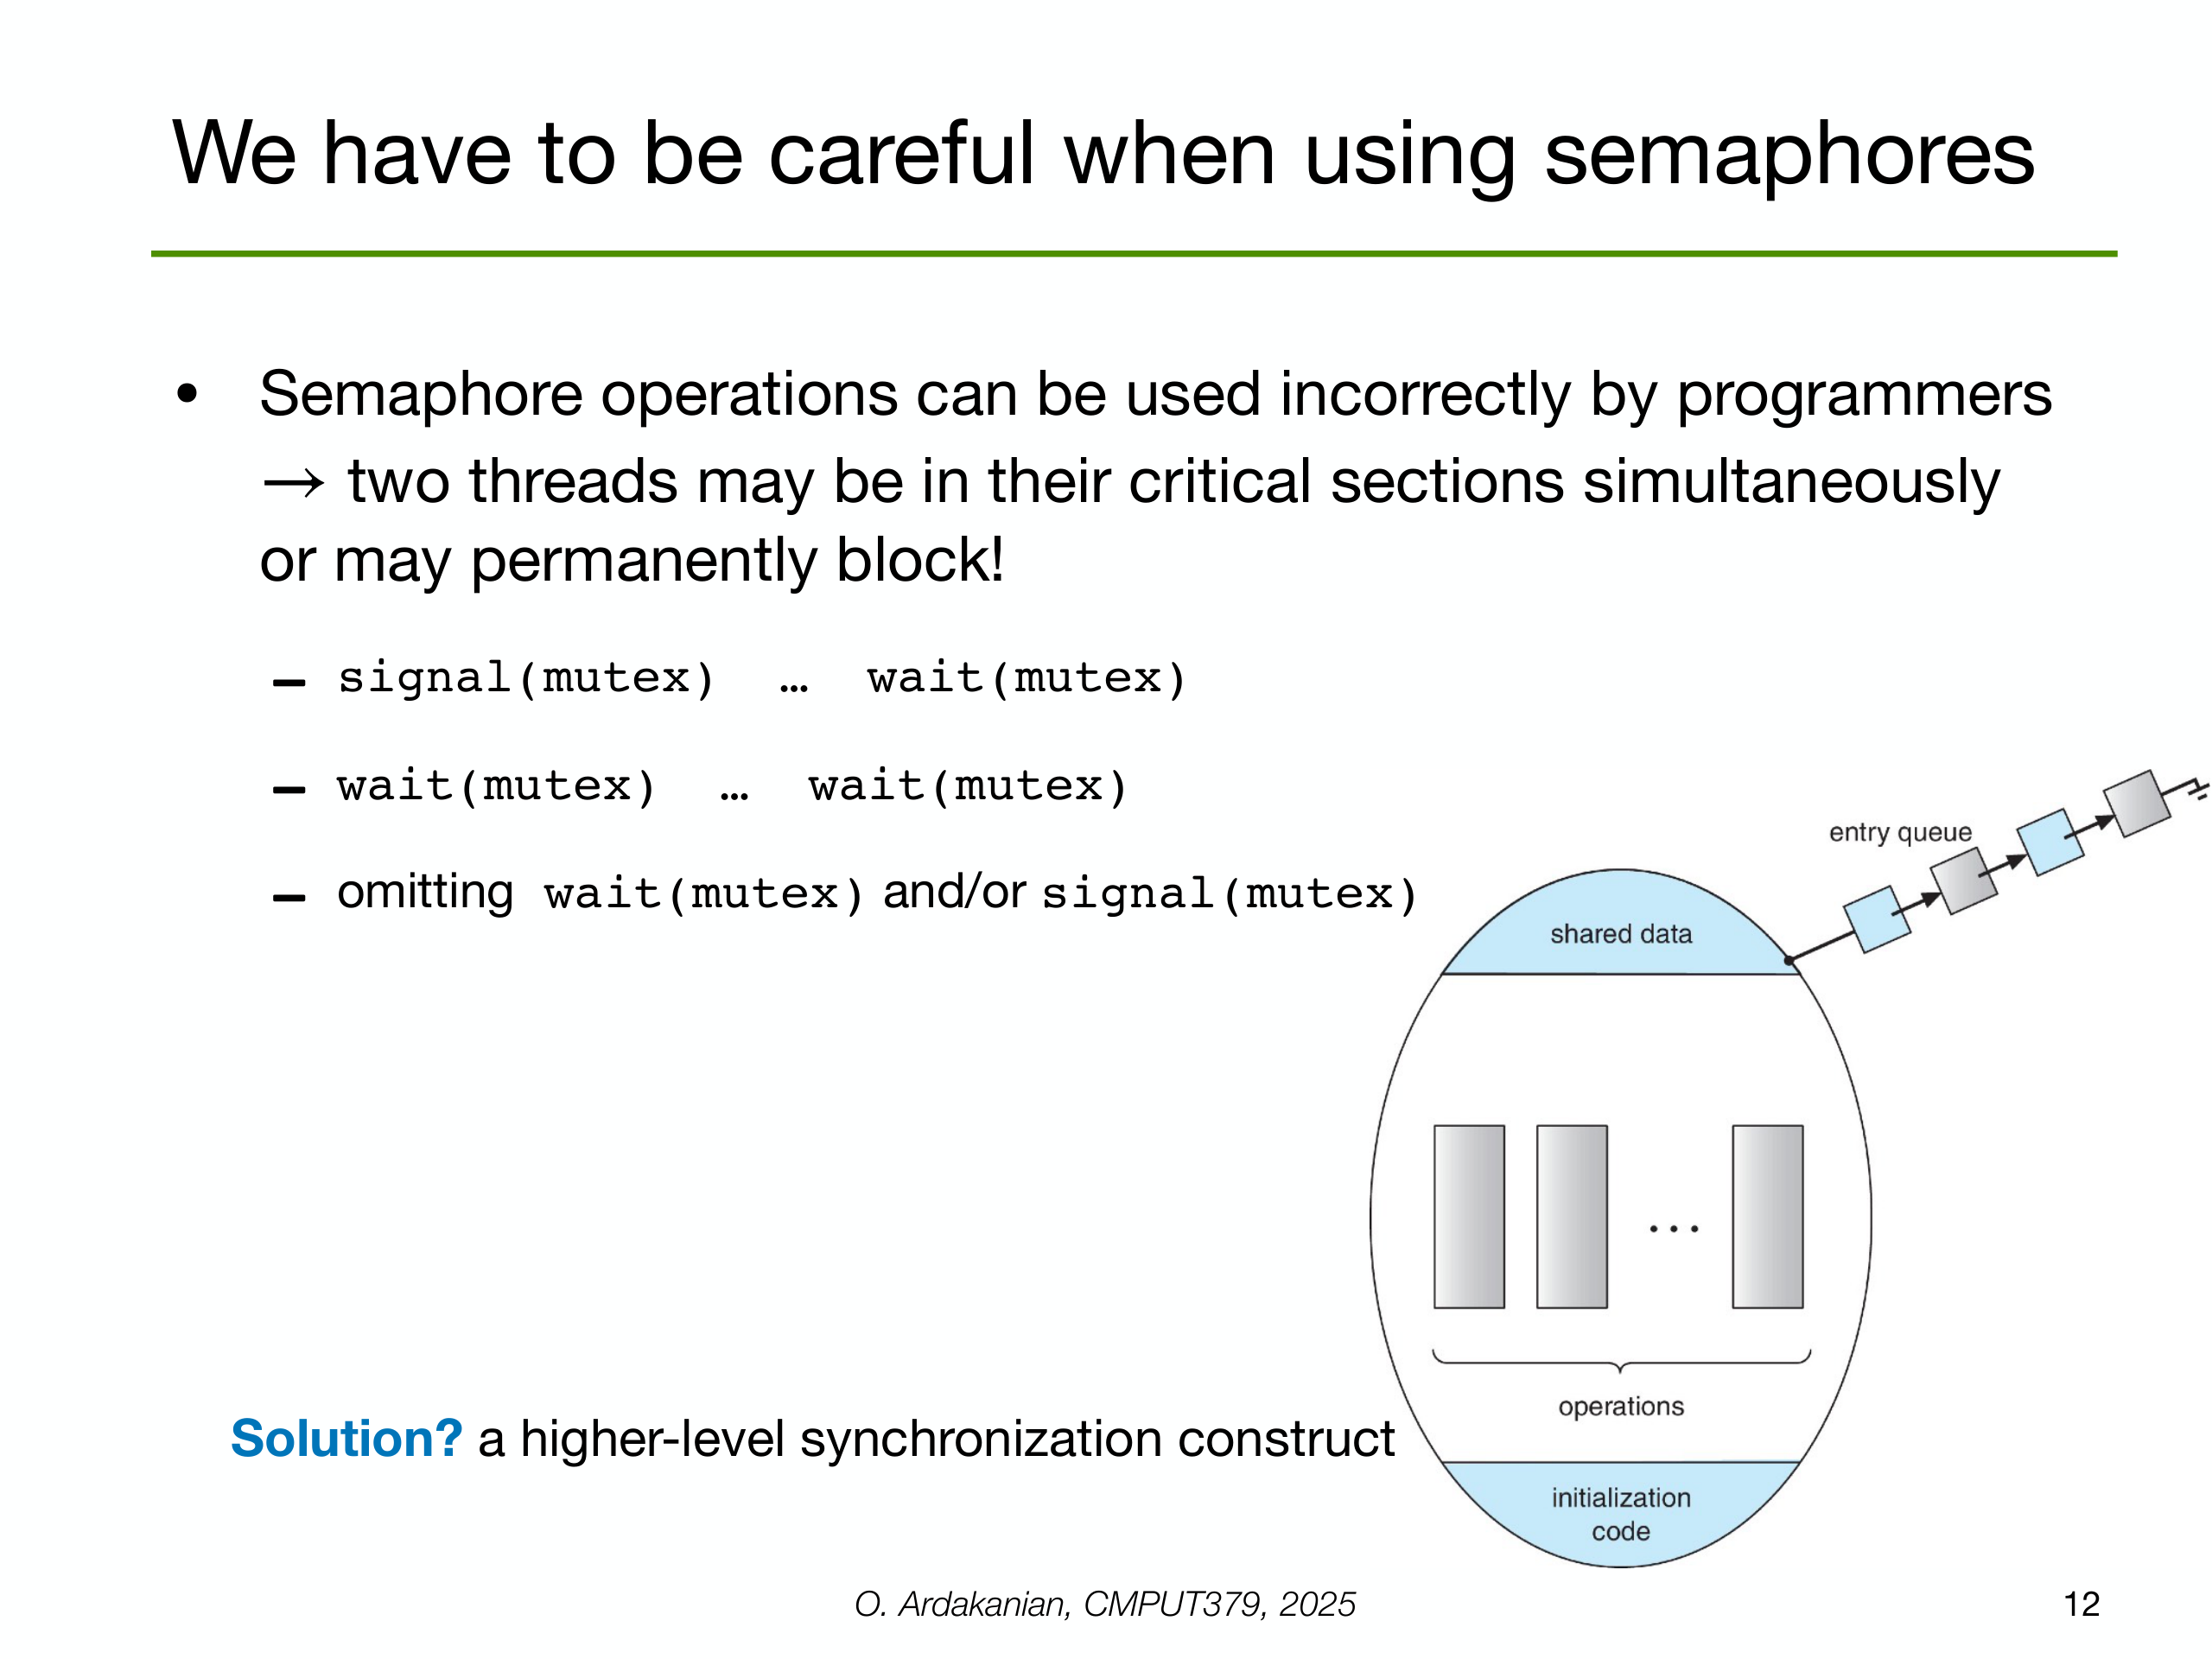 We have to be careful when using semaphores
• Semaphore operations can be used incorrectly by programmers
→ two threads may be in their critical sections simultaneously
or may permanently block!
– signal(mutex) … wait(mutex)
– wait(mutex) … wait(mutex)
– omitting wait(mutex) and/or signal(mutex)
entry queue
shared data
...
operations
Solution? a higher-level synchronization construct
initialization
code
O. Ardakanian, CMPUT379, 2025
12